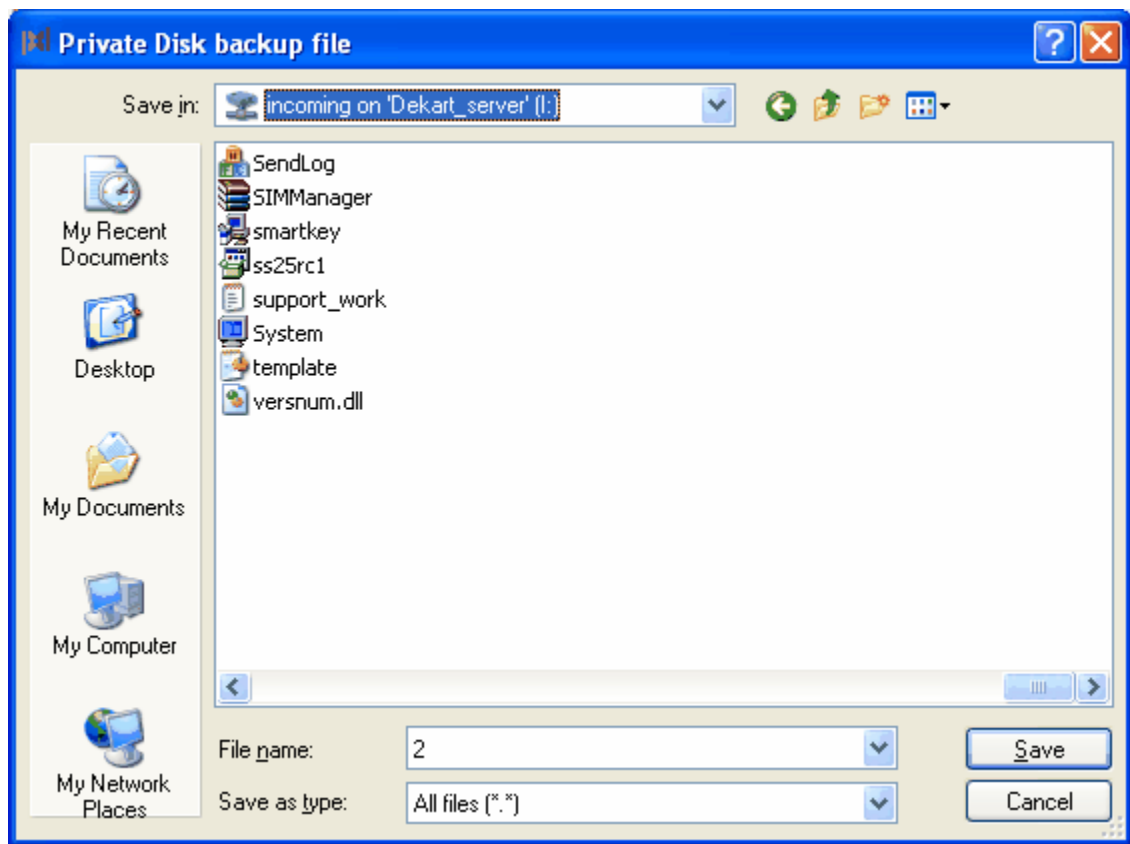 Private Disk backup file
Save in:
incoming on 'Dekart_server' (I:)
My Recent
Documents
Desktop
My Documents
My Computer
My Network
Places
SendLog
SIMManager
smartkey
ss25rc1
support_work
System
template
versnum.dll
File name:
2
Save
Save as type:
All files (*.*)
Cancel